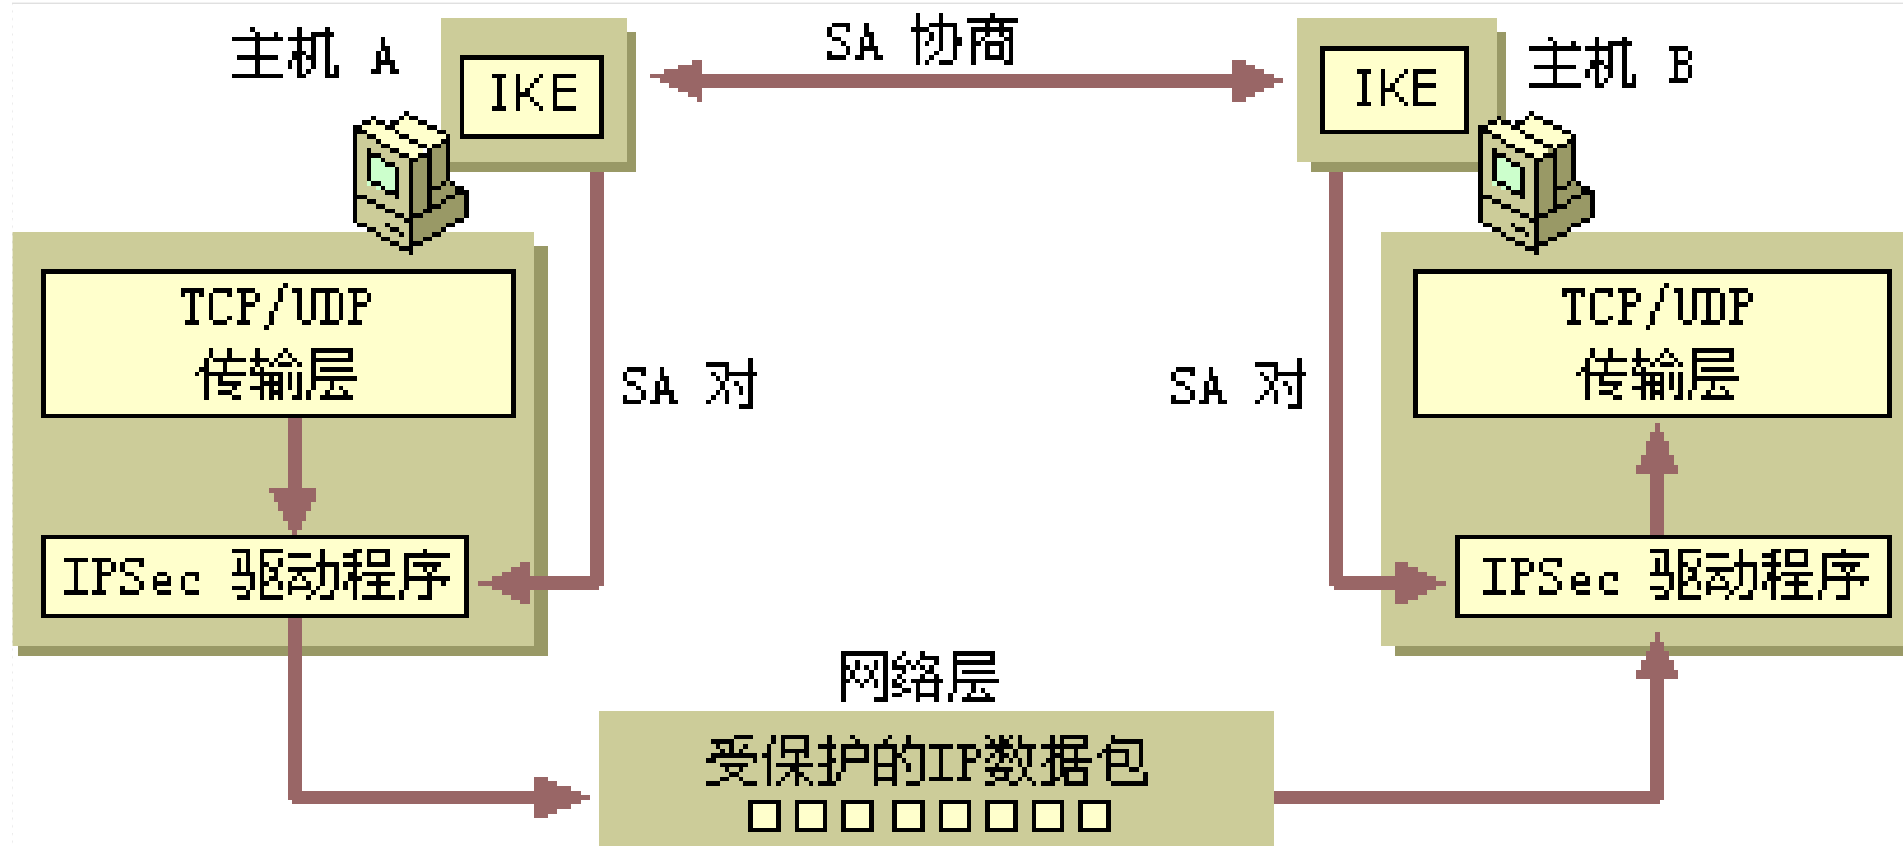 主机 A
IKE
SA 协商
IKE
主机 B
TCP/UDP
传输层
SA 对
SA 对
TCP/UDP
传输层
IPSec 驱动程序
IPSec 驱动程序
网络层
受保护的IP数据包